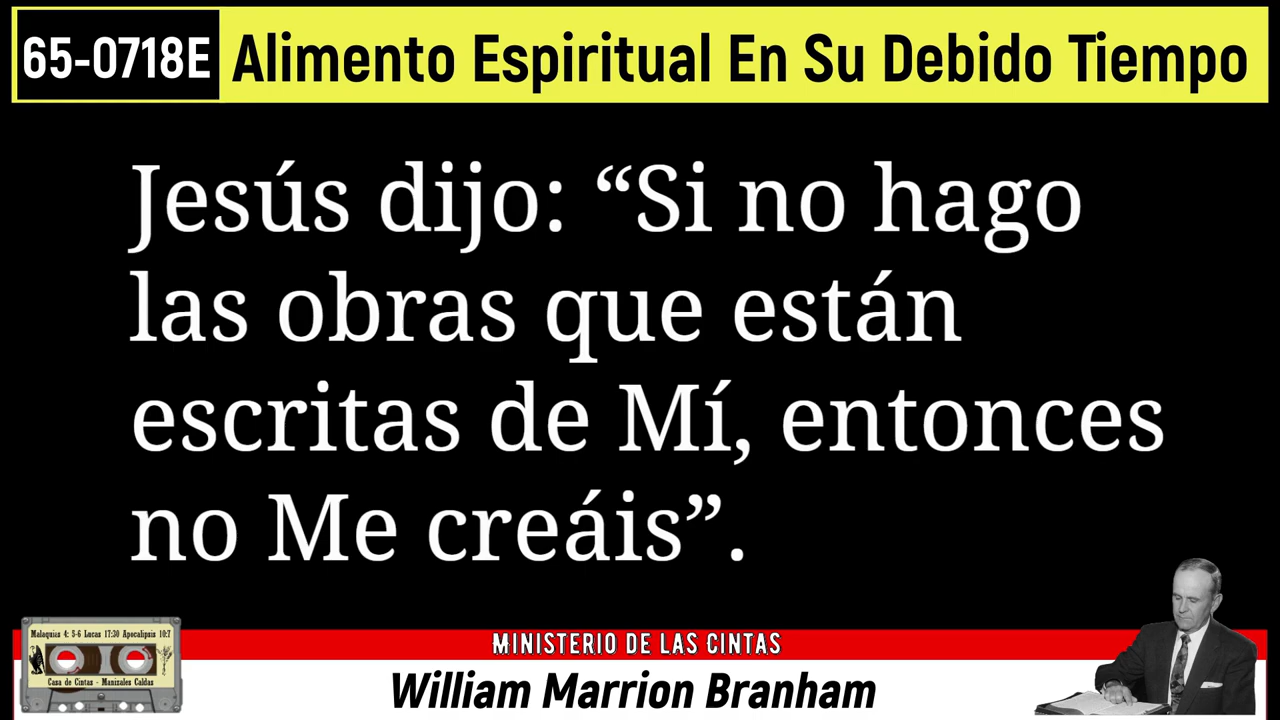 65-0718E Alimento Espiritual En Su Debido Tiempo
Jesús dijo: “Si no hago
las obras que están
escritas de Mí, entonces
no Me creáis”.
Malaquías 4: 5-6 Lucas 17:30 Apocalipsis 10:7
Casa de Cintas - Manizales Caldas
MINISTERIO DE LAS CINTAS
William Marrion Branham